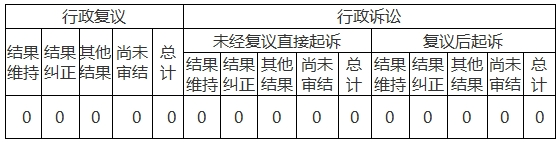 行政复议 行政诉讼
未经复议直接起诉 复议后起诉
结果维持 结果纠正 其他结果 尚未审结 总计 结果维持 结果纠正 其他结果 尚未审结 总计 结果维持 结果纠正 其他结果 尚未审结 总计
0 0 0 0 0 0 0 0 0 0 0 0 0 0 0